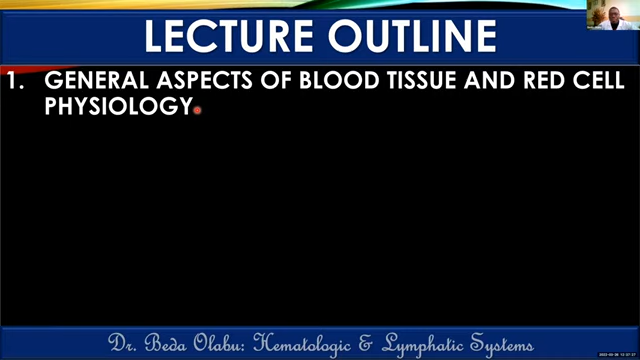 LECTURE OUTLINE
1. GENERAL ASPECTS OF BLOOD TISSUE AND RED CELL
PHYSIOLOGY
Dr. Beda Olabu: Hematologic & Lymphatic Systems